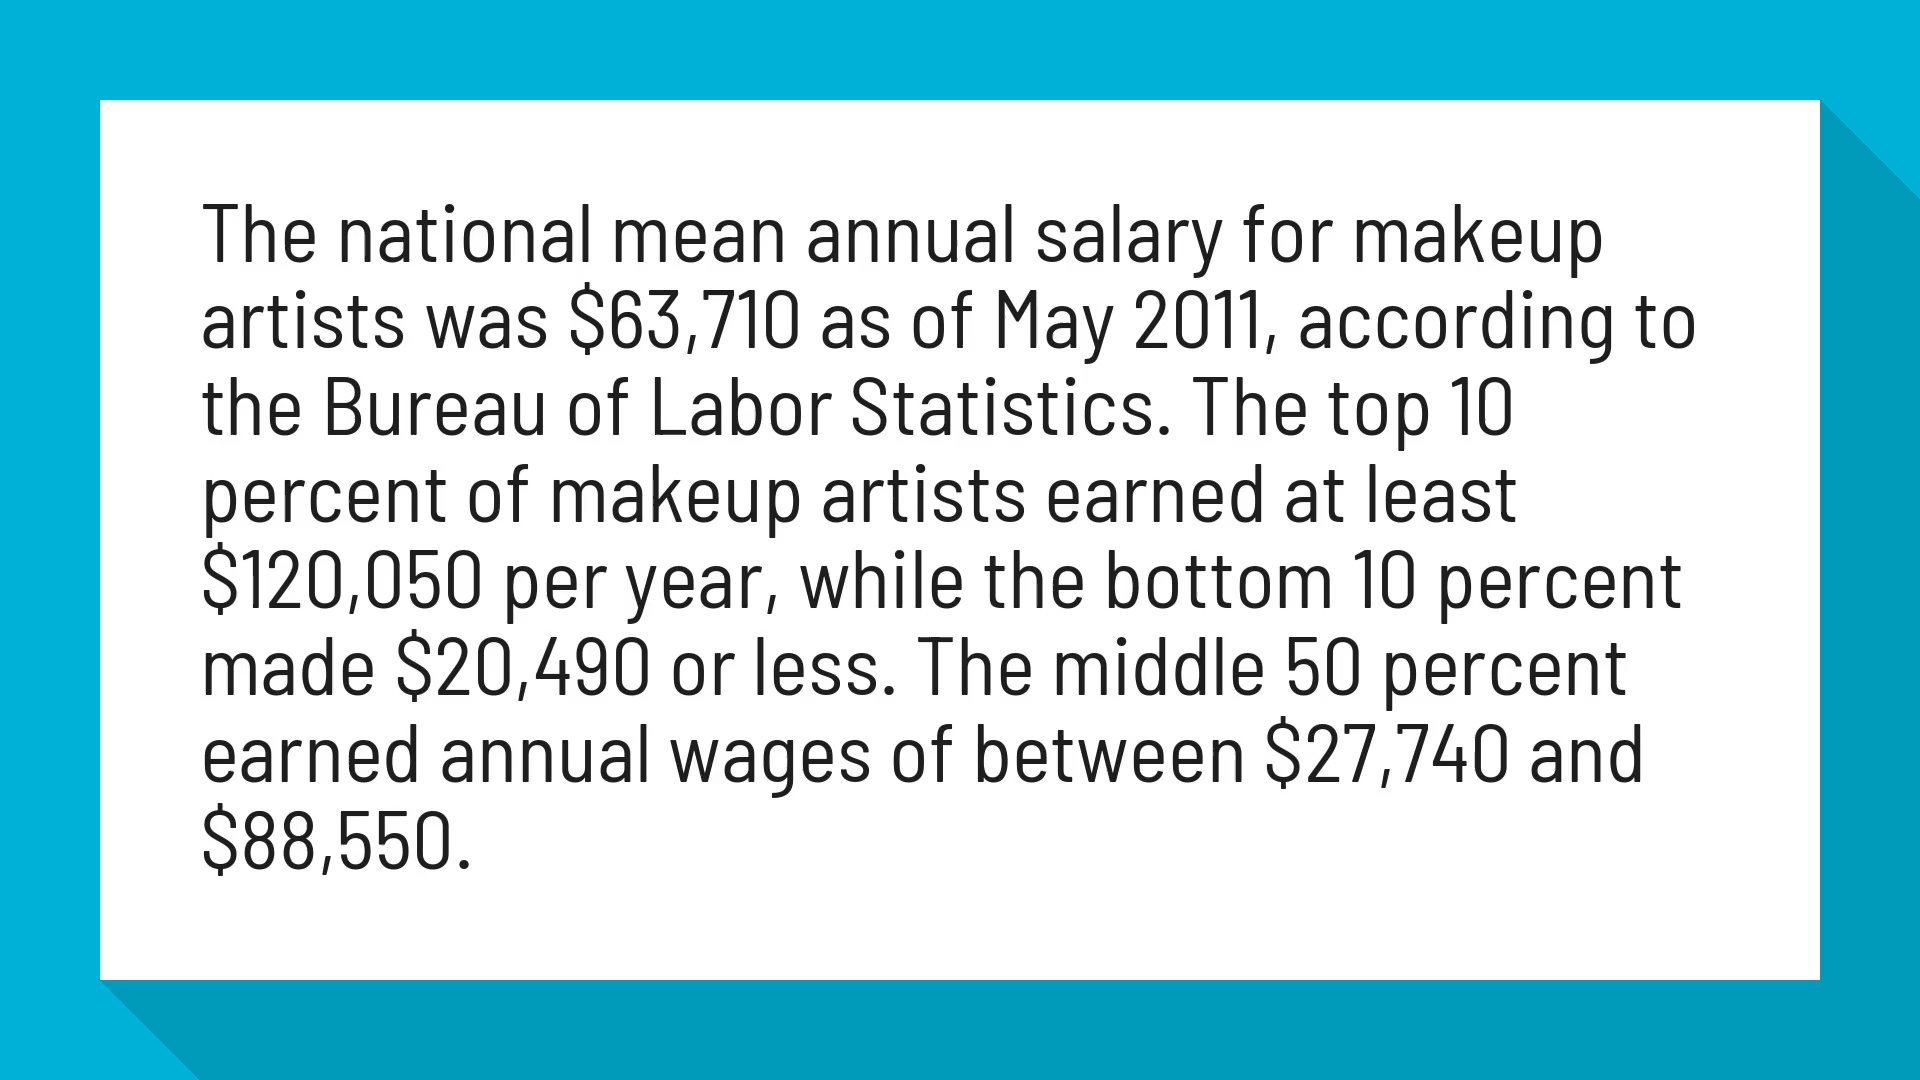 The national mean annual salary for makeup
artists was $63,710 as of May 2011, according to
the Bureau of Labor Statistics. The top 10
percent of makeup artists earned at least
$120,050 per year, while the bottom 10 percent
made $20,490 or less. The middle 50 percent
earned annual wages of between $27,740 and
$88,550.